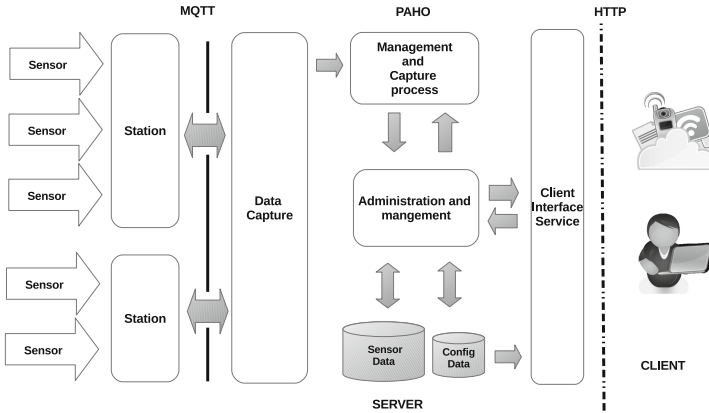 MQTT
PAHO
HTTP
Sensor
Sensor
Sensor
Station
Sensor
Sensor
Station
Data
Capture
Management
and
Capture
process
Administration and
mangement
Sensor
Data
Config
Data
Client
Interface
Service
CLIENT
SERVER